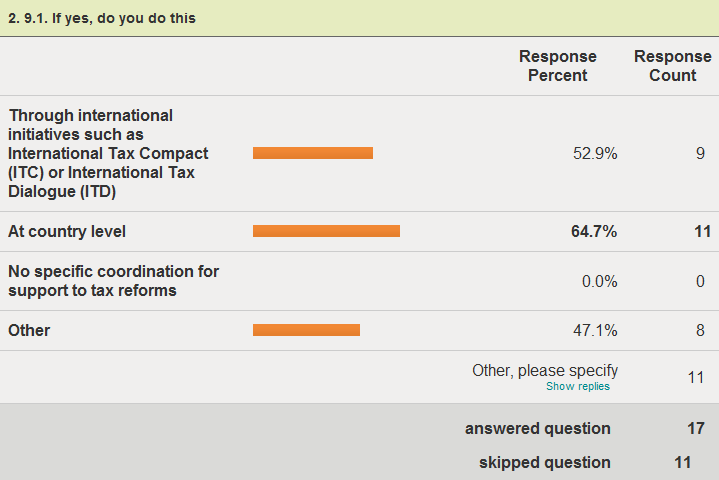 2. 9.1. If yes, do you do this
Response Percent
Response Count
Through international
initiatives such as
International Tax Compact
(ITC) or International Tax
Dialogue (ITD)
52.9% 9
At country level 64.7% 11
No specific coordination for
support to tax reforms
0.0% 0
Other 47.1% 8
Other, please specify 11
Show replies
answered question 17
skipped question 11